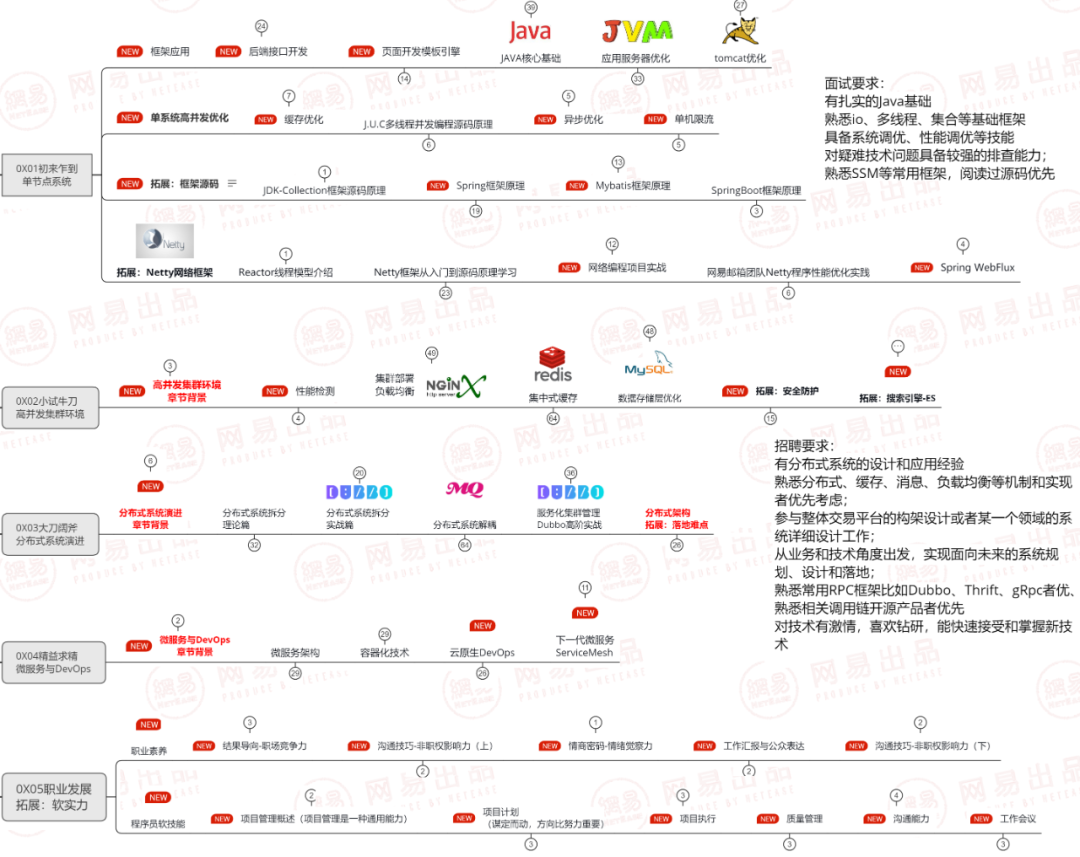 0X01初来乍到
单节点系统
NEW 框架应用
24
NEW 后端接口开发
NEW 页面开发模板引擎
14
39
Java
JAVA核心基础
JVM
应用服务器优化
33
27
tomcat优化
NEW 单系统高并发优化
7
NEW 缓存优化
J.U.C多线程并发编程源码原理
6
5
NEW 异步优化
NEW 单机限流
5
NEW 拓展：框架源码
1
JDK-Collection框架源码原理
NEW Spring框架原理
19
13
NEW Mybatis框架原理
SpringBoot框架原理
3
Netty
拓展：Netty网络框架
1
Reactor线程模型介绍
Netty框架从入门到源码原理学习
23
12
NEW 网络编程项目实战
网易邮箱团队Netty程序性能优化实践
6
4
NEW Spring WebFlux
面试要求：
有扎实的Java基础
熟悉io、多线程、集合等基础框架
具备系统调优、性能调优等技能
对疑难技术问题具备较强的排查能力；
熟悉SSM等常用框架，阅读过源码优先
0X02小试牛刀
高并发集群环境
3
NEW 高并发集群环境
章节背景
NEW 性能检测
4
49
集群部署
负载均衡
NGINX
http server
redis
集中式缓存
64
48
MySQL
数据存储层优化
NEW 拓展：安全防护
15
NEW
拓展：搜索引擎-ES
0X03大刀阔斧
分布式系统演进
6
NEW
分布式系统演进
章节背景
分布式系统拆分
理论篇
32
20
DUBBO
分布式系统拆分
实战篇
MQ
分布式系统解耦
64
36
DUBBO
服务化集群管理
Dubbo高阶实战
分布式架构
拓展：落地难点
26
招聘要求：
有分布式系统的设计和应用经验
熟悉分布式、缓存、消息、负载均衡等机制和实现
者优先考虑；
参与整体交易平台的构架设计或者某一个领域的系
统详细设计工作；
从业务和技术角度出发，实现面向未来的系统规
划、设计和落地；
熟悉常用RPC框架比如Dubbo、Thrift、gRpc者优、
熟悉相关调用链开源产品者优先
对技术有激情，喜欢钻研，能快速接受和掌握新技
术
0X04精益求精
微服务与DevOps
2
NEW 微服务与DevOps
章节背景
微服务架构
29
29
容器化技术
NEW
云原生DevOps
26
11
NEW
下一代微服务
ServiceMesh
0X05职业发展
拓展：软实力
NEW
职业素养
3
NEW 结果导向-职场竞争力
NEW 沟通技巧-非职权影响力（上）
2
1
NEW 情商密码-情绪觉察力
NEW 工作汇报与公众表达
2
2
NEW 沟通技巧-非职权影响力（下）
NEW
程序员软技能
2
NEW 项目管理概述（项目管理是一种通用能力）
NEW 项目计划
（谋定而动，方向比努力重要）
3
3
NEW 项目执行
NEW 质量管理
3
4
NEW 沟通能力
NEW 工作会议
3
網易出品
PRODUCE BY NETEASE